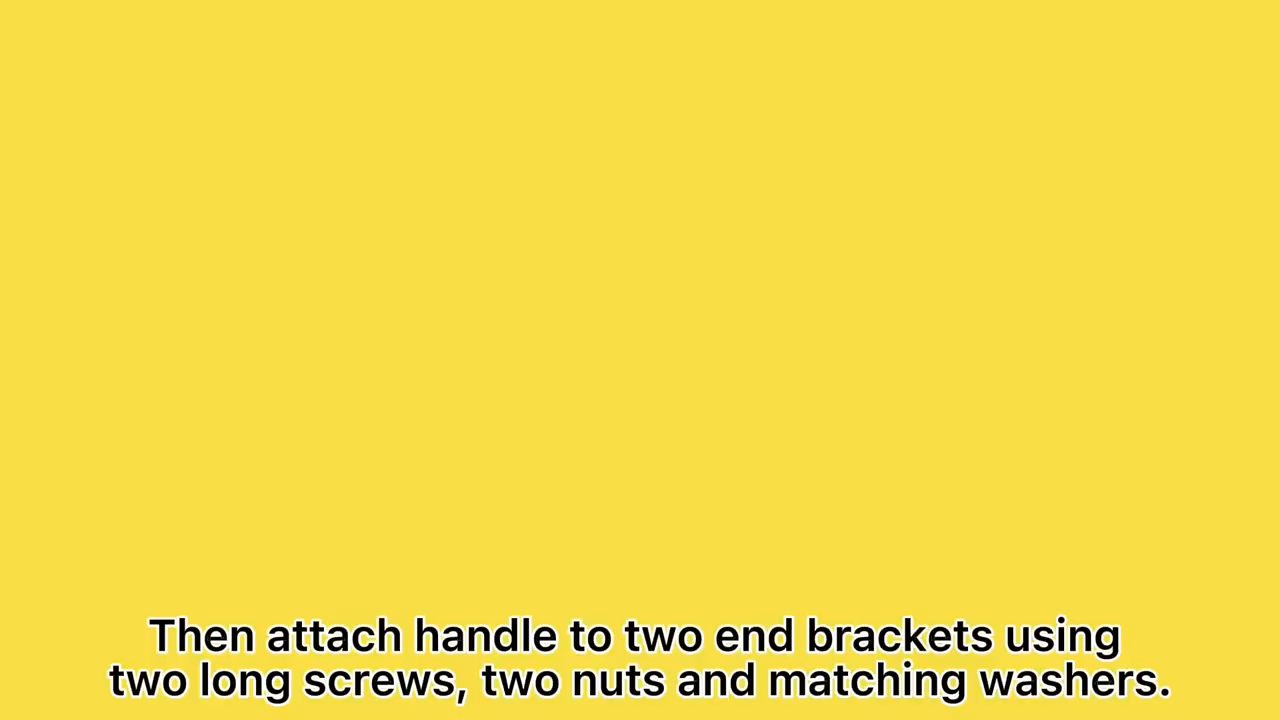 Then attach handle to two end brackets using
two long screws, two nuts and matching washers.